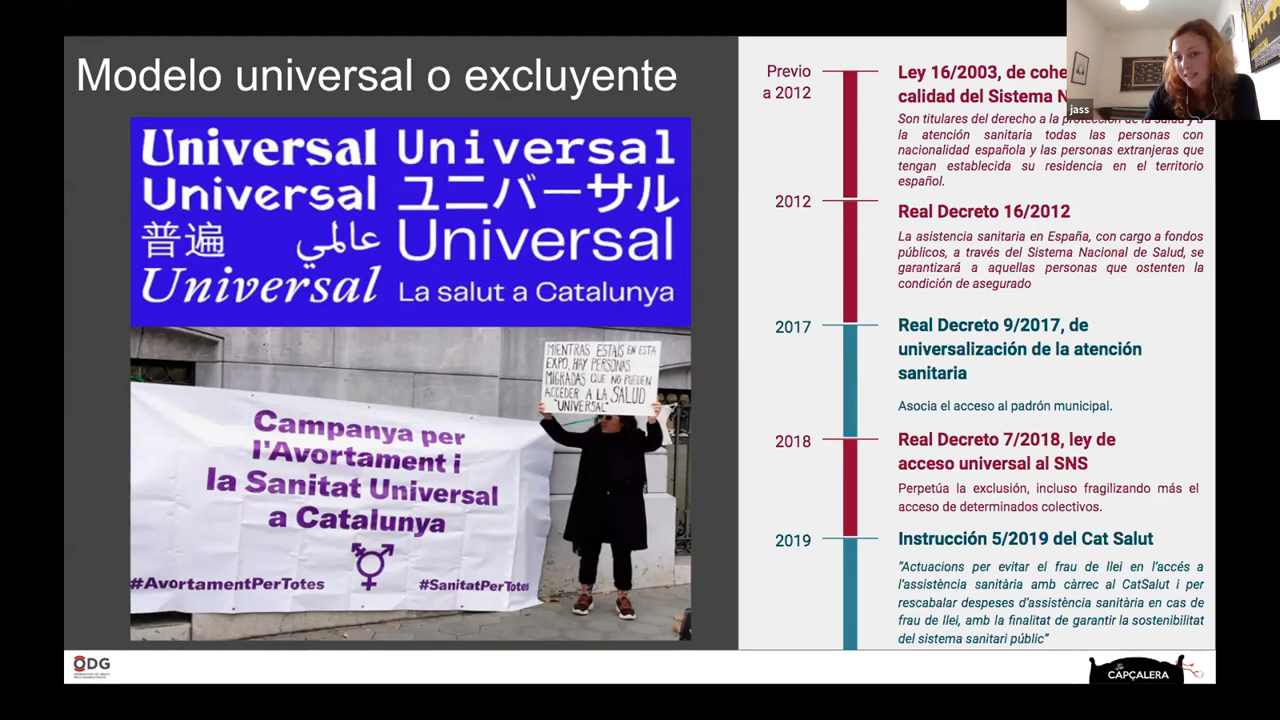 Modelo universal o excluyente
Universal Universal
Universal ユニバーサル
普遍 عالمي Universal
Universal La salut a Catalunya
MIENTRAS ESTAIS EN ESTA
EXPO, HAY PERSONAS
MIGRADAS QUE NO PUEDEN
ACCEDER A LA SALUD
"UNIVERSAL"
Campanya per
l'Avortament i
la Sanitat Universal
a Catalunya
#AvortamentPerTotes #SanitatPerTotes
Previo
a 2012
Ley 16/2003, de cohe
calidad del Sistema N
Son titulares del derecho a la protección de la salud y a
la atención sanitaria todas las personas con
nacionalidad española y las personas extranjeras que
tengan establecida su residencia en el territorio
español.
2012
Real Decreto 16/2012
La asistencia sanitaria en España, con cargo a fondos
públicos, a través del Sistema Nacional de Salud, se
garantizará a aquellas personas que ostenten la
condición de asegurado
2017
Real Decreto 9/2017, de
universalización de la atención
sanitaria
Asocia el acceso al padrón municipal.
2018
Real Decreto 7/2018, ley de
acceso universal al SNS
Perpetúa la exclusión, incluso fragilizando más el
acceso de determinados colectivos.
2019
Instrucción 5/2019 del Cat Salut
"Actuacions per evitar el frau de llei en l'accés a
l'assistència sanitària amb càrrec al CatSalut i per
rescabalar despeses d'assistència sanitària en cas de
frau de llei, amb la finalitat de garantir la sostenibilitat
del sistema sanitari públic"
jass
ODG
La
CAPÇALERA